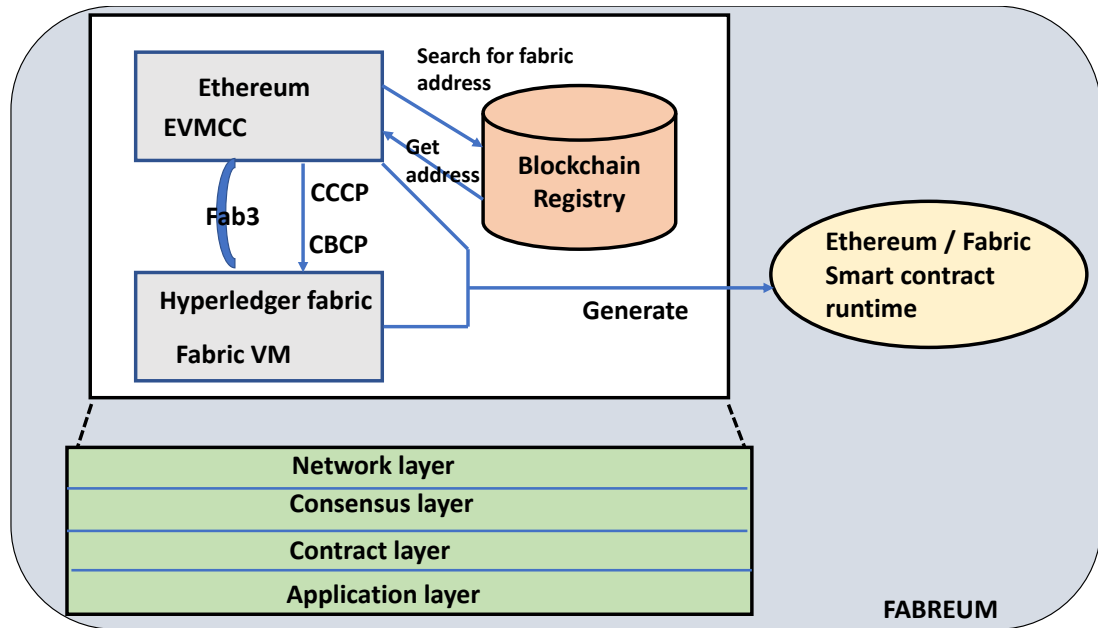 Search for fabric
address
Ethereum
EVMCC
Get
address
Blockchain
Registry
CCCP
Fab3
CBCP
Ethereum / Fabric
Smart contract
runtime
Hyperledger fabric
Generate
Fabric VM
Network layer
Consensus layer
Contract layer
Application layer
FABREUM